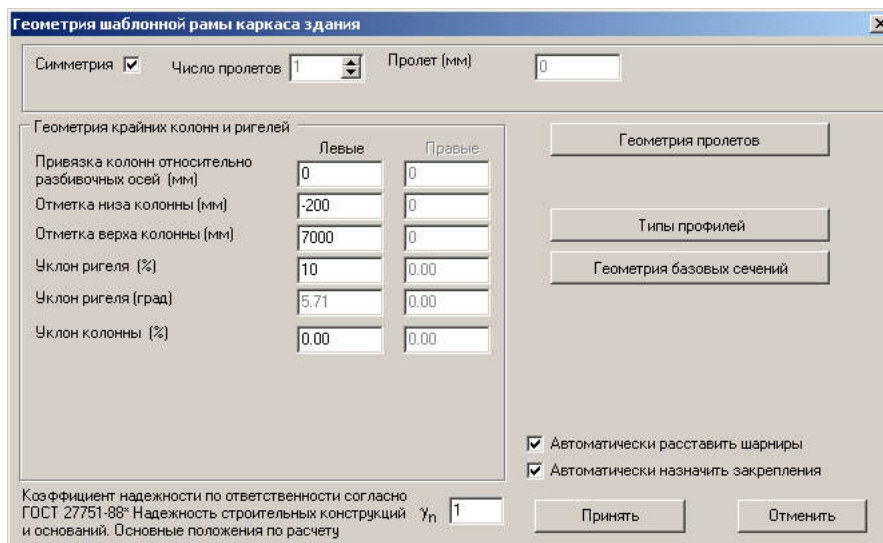 Геометрия шаблонной рамы каркаса здания
Симметрия Число пролетов 1 Пролет (мм) 0
Геометрия крайних колонн и ригелей
Левые Правые
Привязка колонн относительно
разбивочных осей (мм) 0 0
Отметка низа колонны (мм) -200 0
Отметка верха колонны (мм) 7000 0
Уклон ригеля (%) 10 0.00
Уклон ригеля (град) 5.71 0.00
Уклон колонны (%) 0.00 0.00
Геометрия пролетов
Типы профилей
Геометрия базовых сечений
Автоматически расставить шарниры
Автоматически назначить закрепления
Коэффициент надежности по ответственности согласно
ГОСТ 27751-88* Надежность строительных конструкций γn 1
и оснований. Основные положения по расчету
Принять Отменить